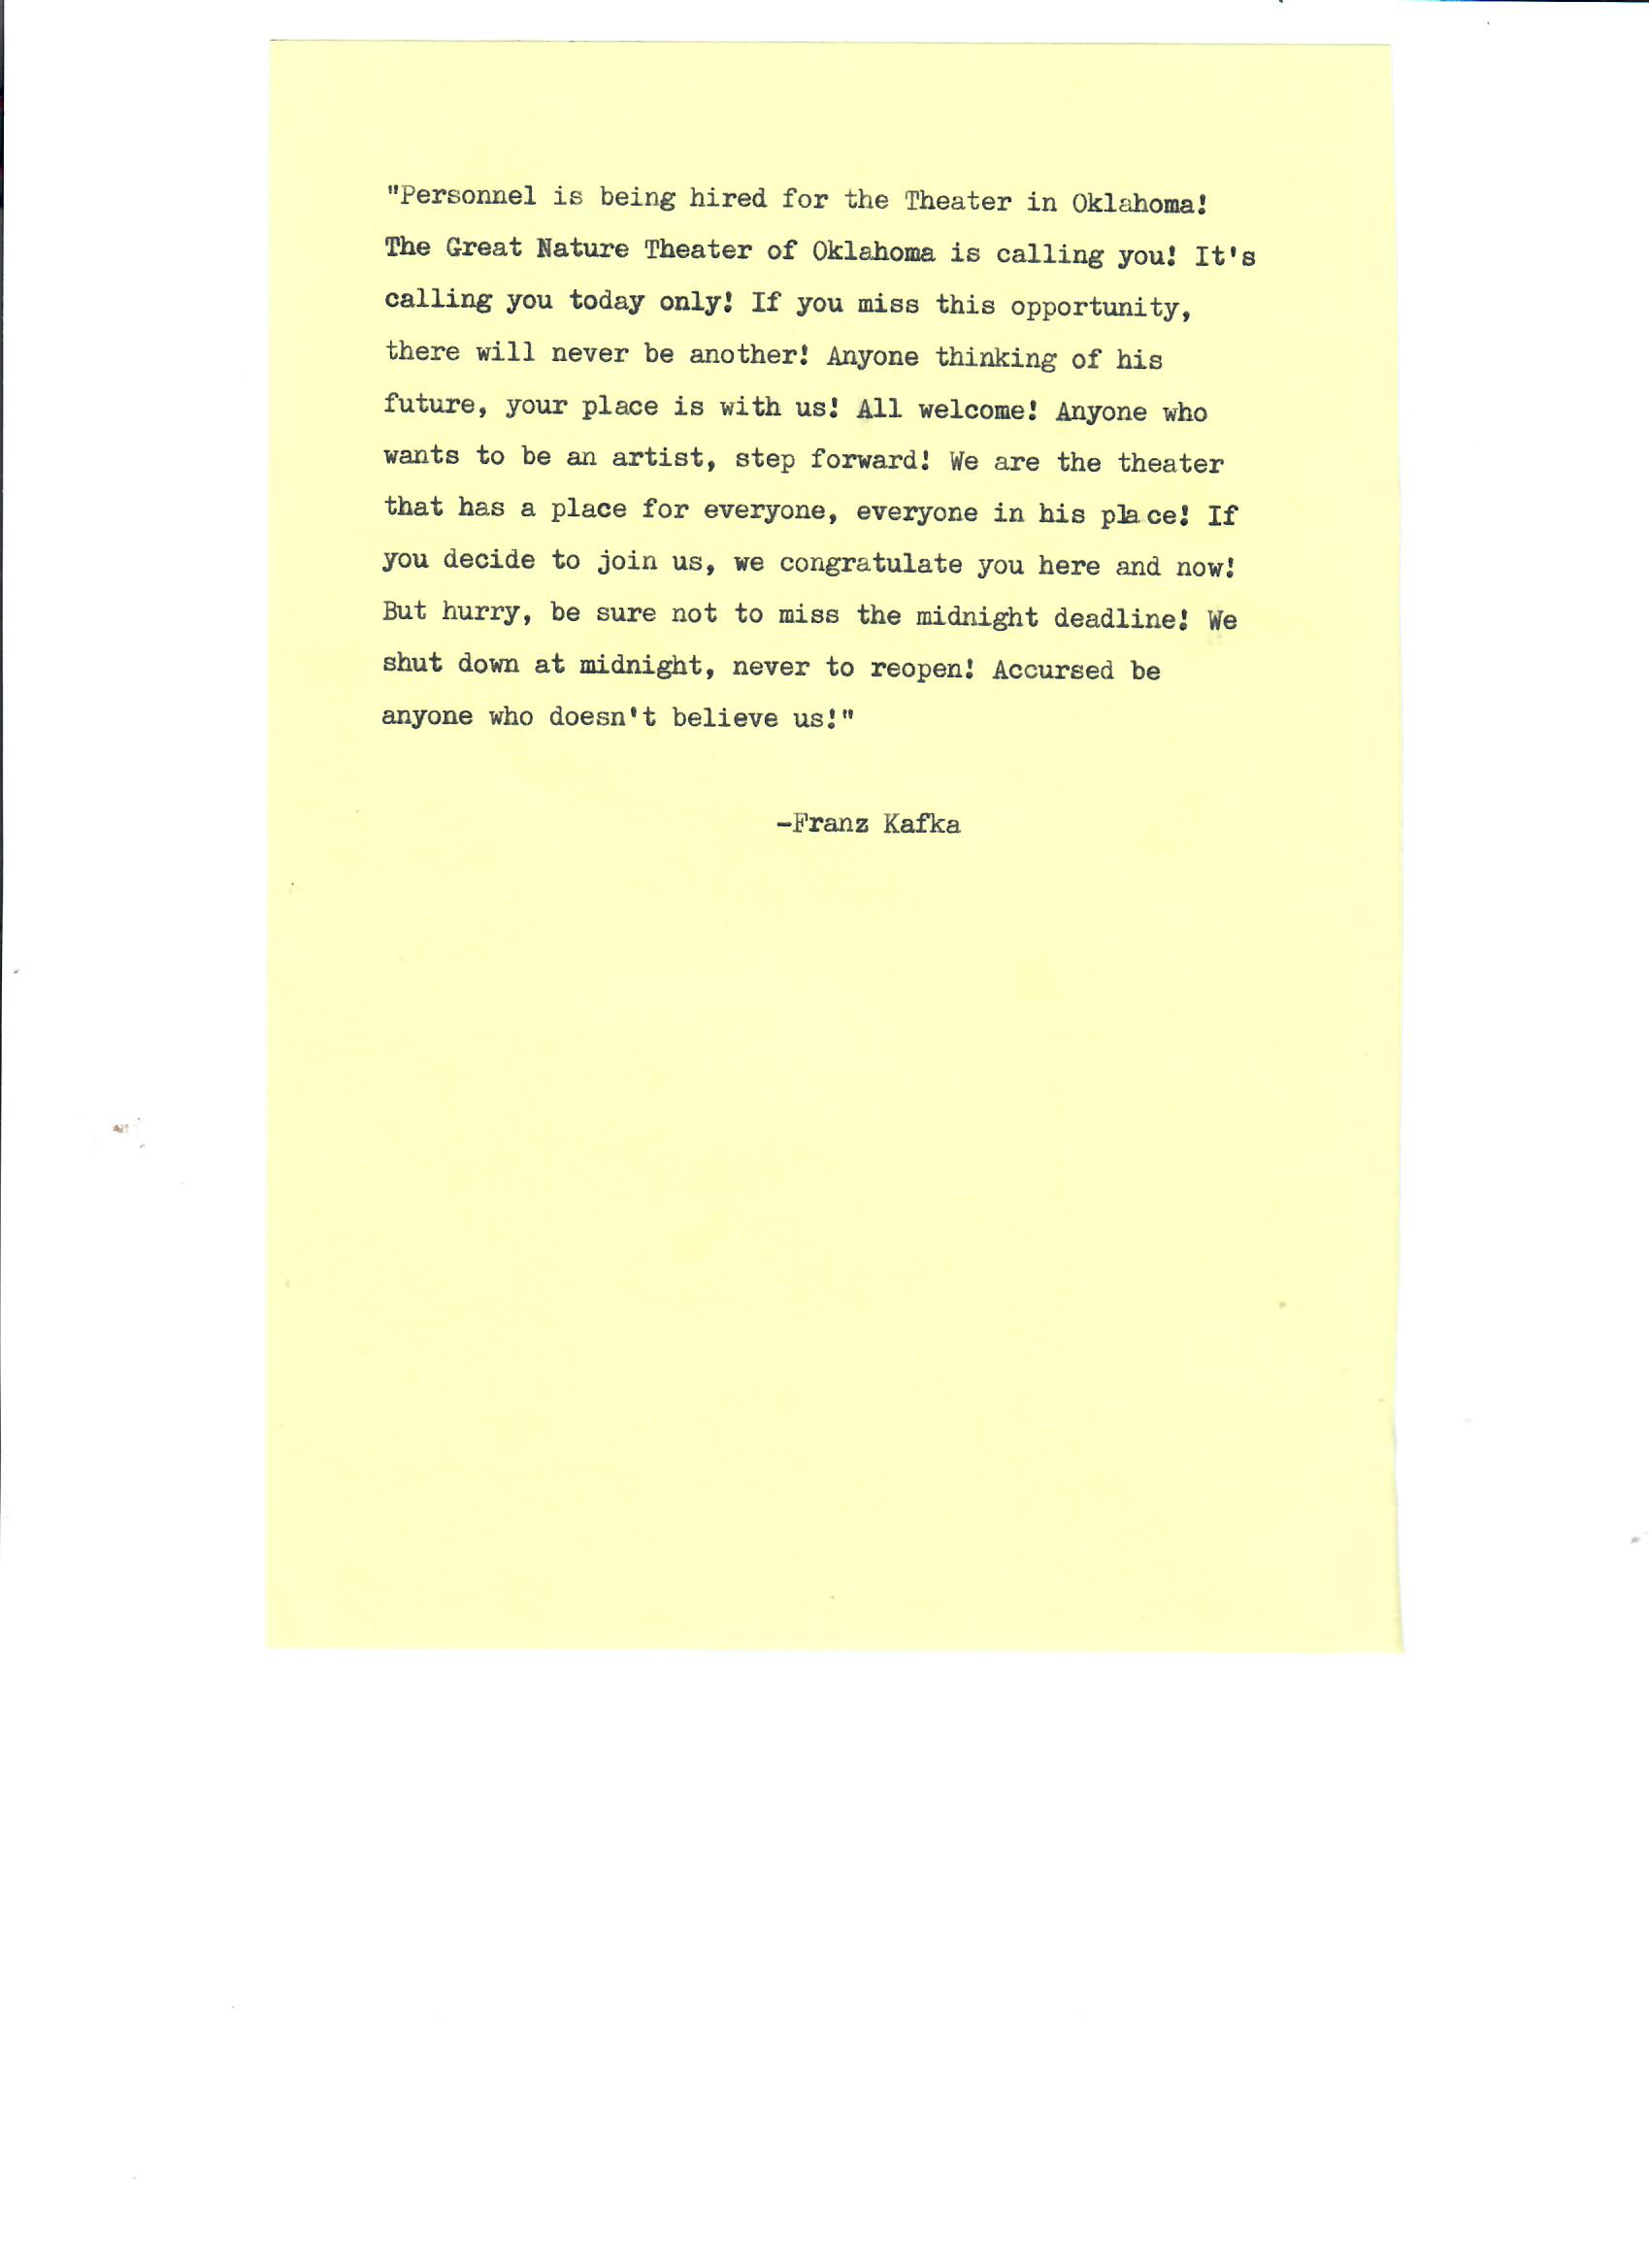 "Personnel is being hired for the Theater in Oklahoma!
The Great Nature Theater of Oklahoma is calling you! It's
calling you today only! If you miss this opportunity,
there will never be another! Anyone thinking of his
future, your place is with us! All welcome! Anyone who
wants to be an artist, step forward! We are the theater
that has a place for everyone, everyone in his place! If
you decide to join us, we congratulate you here and now!
But hurry, be sure not to miss the midnight deadline! We
shut down at midnight, never to reopen! Accursed be
anyone who doesn't believe us!"
-Franz Kafka